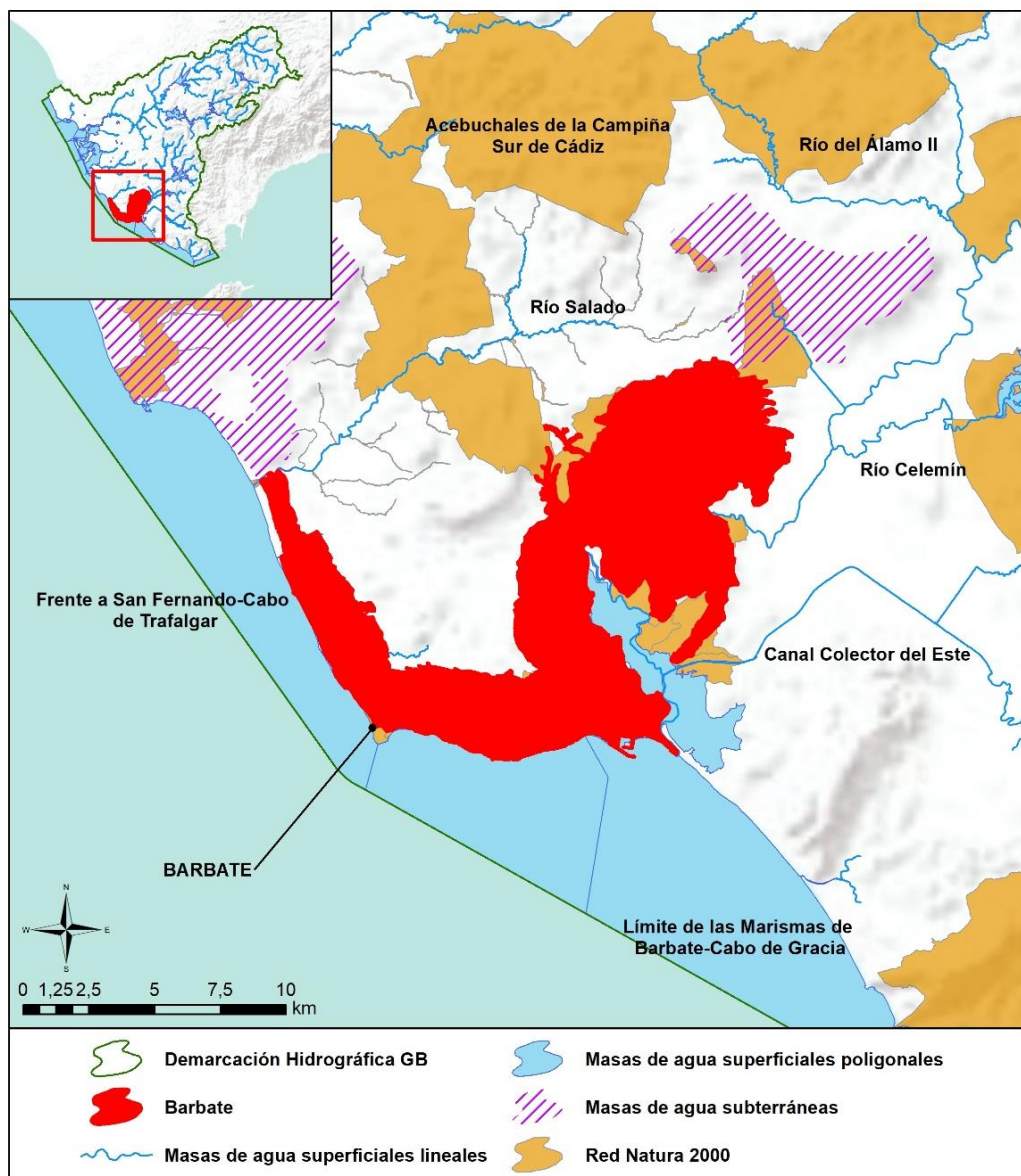 Acebuchales de la Campiña
Sur de Cádiz
Río del Álamo II
Río Salado
Río Celemín
Frente a San Fernando-Cabo
de Trafalgar
Canal Colector del Este
BARBATE
Límite de las Marismas de
Barbate-Cabo de Gracia
N
W
E
S
0 1,25 2,5 5 7,5 10
km
Demarcación Hidrográfica GB
Masas de agua superficiales poligonales
Barbate
Masas de agua subterráneas
Masas de agua superficiales lineales
Red Natura 2000